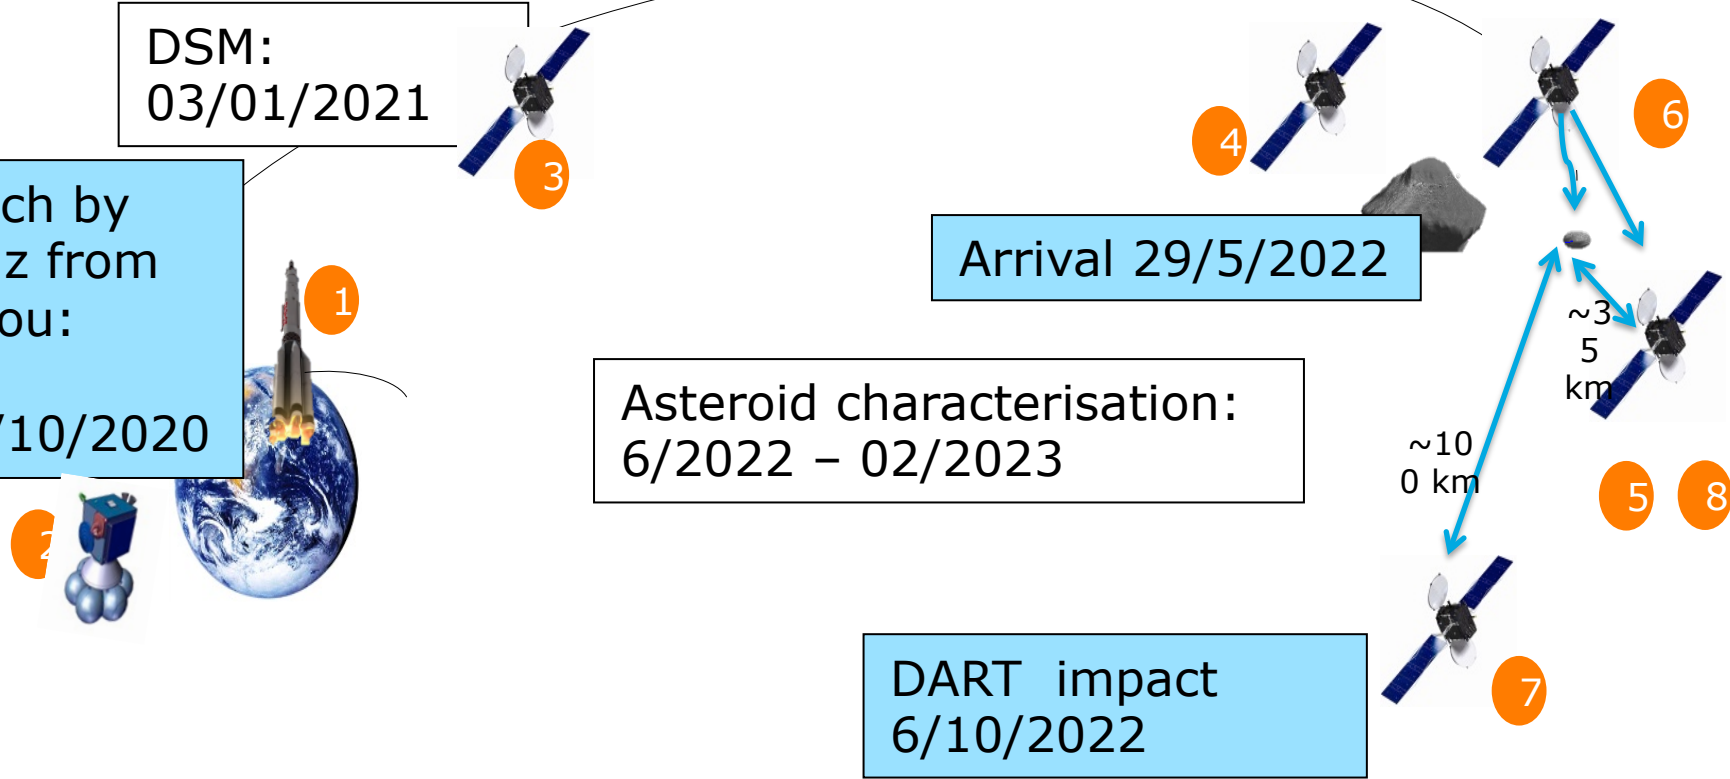 DSM:
03/01/2021
3
4
6
ch by
z from
ou:
/10/2020
1
2
Arrival 29/5/2022
~3
5
km
Asteroid characterisation:
6/2022 – 02/2023
~10
0 km
5
8
DART impact
6/10/2022
7